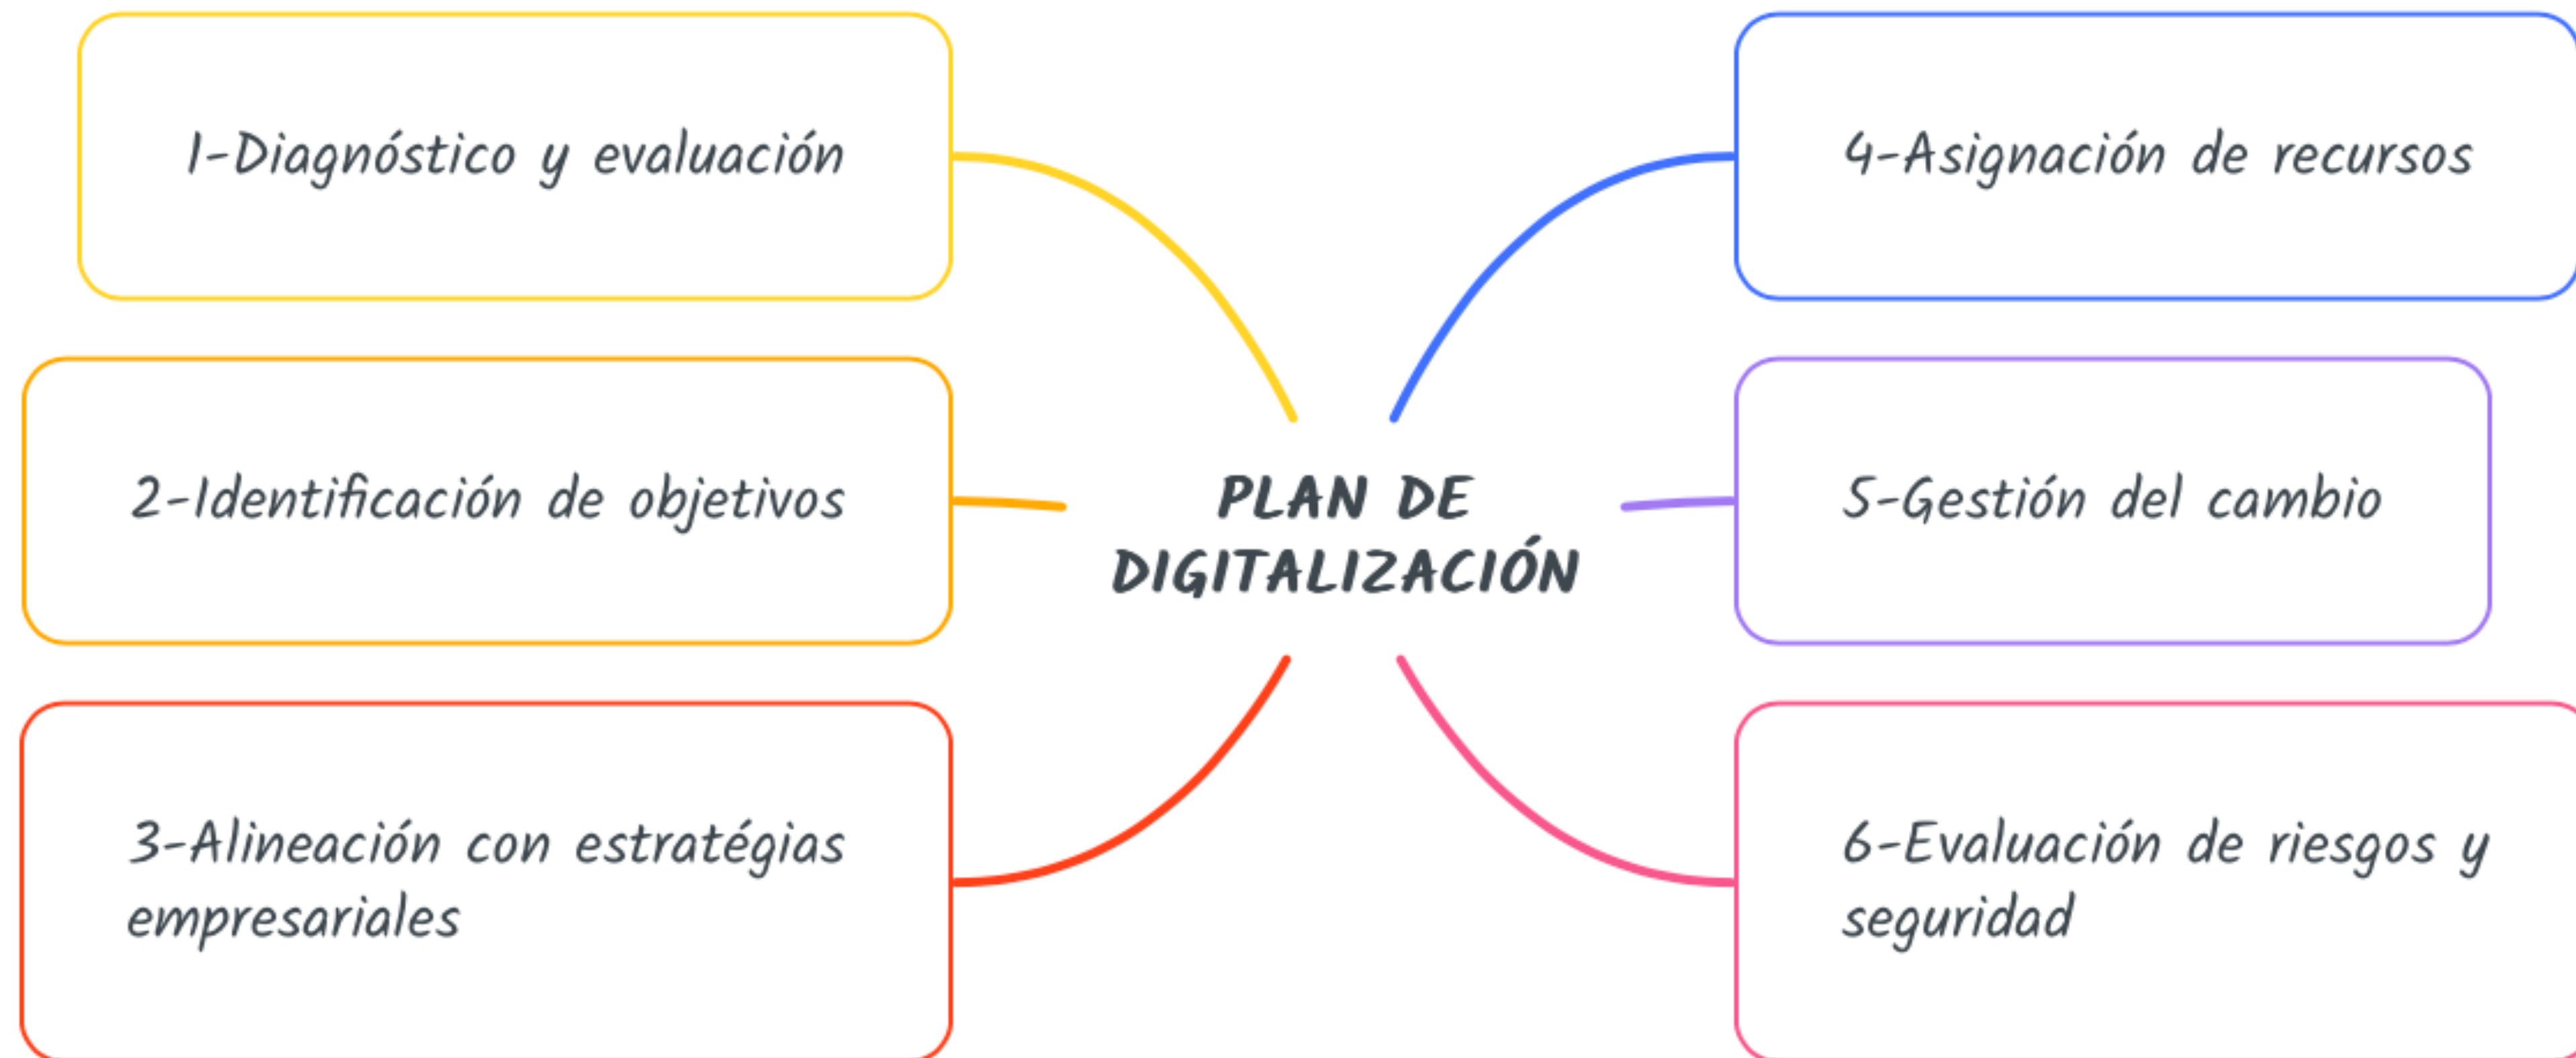 1-Diagnóstico y evaluación
2-Identificación de objetivos
3-Alineación con estratégias
empresariales
PLAN DE
DIGITALIZACIÓN
4-Asignación de recursos
5-Gestión del cambio
6-Evaluación de riesgos y
seguridad